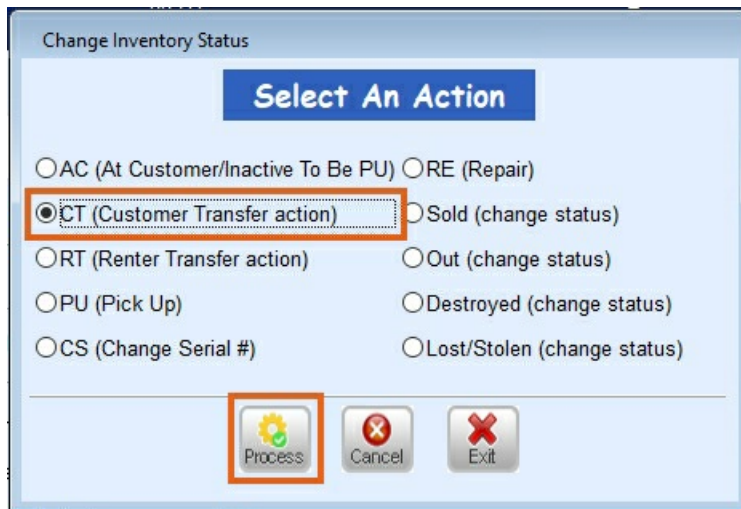 Change Inventory Status
Select An Action
AC (At Customer/Inactive To Be PU)
RE (Repair)
CT (Customer Transfer action)
Sold (change status)
RT (Renter Transfer action)
Out (change status)
PU (Pick Up)
Destroyed (change status)
CS (Change Serial #)
Lost/Stolen (change status)
Process
Cancel
Exit